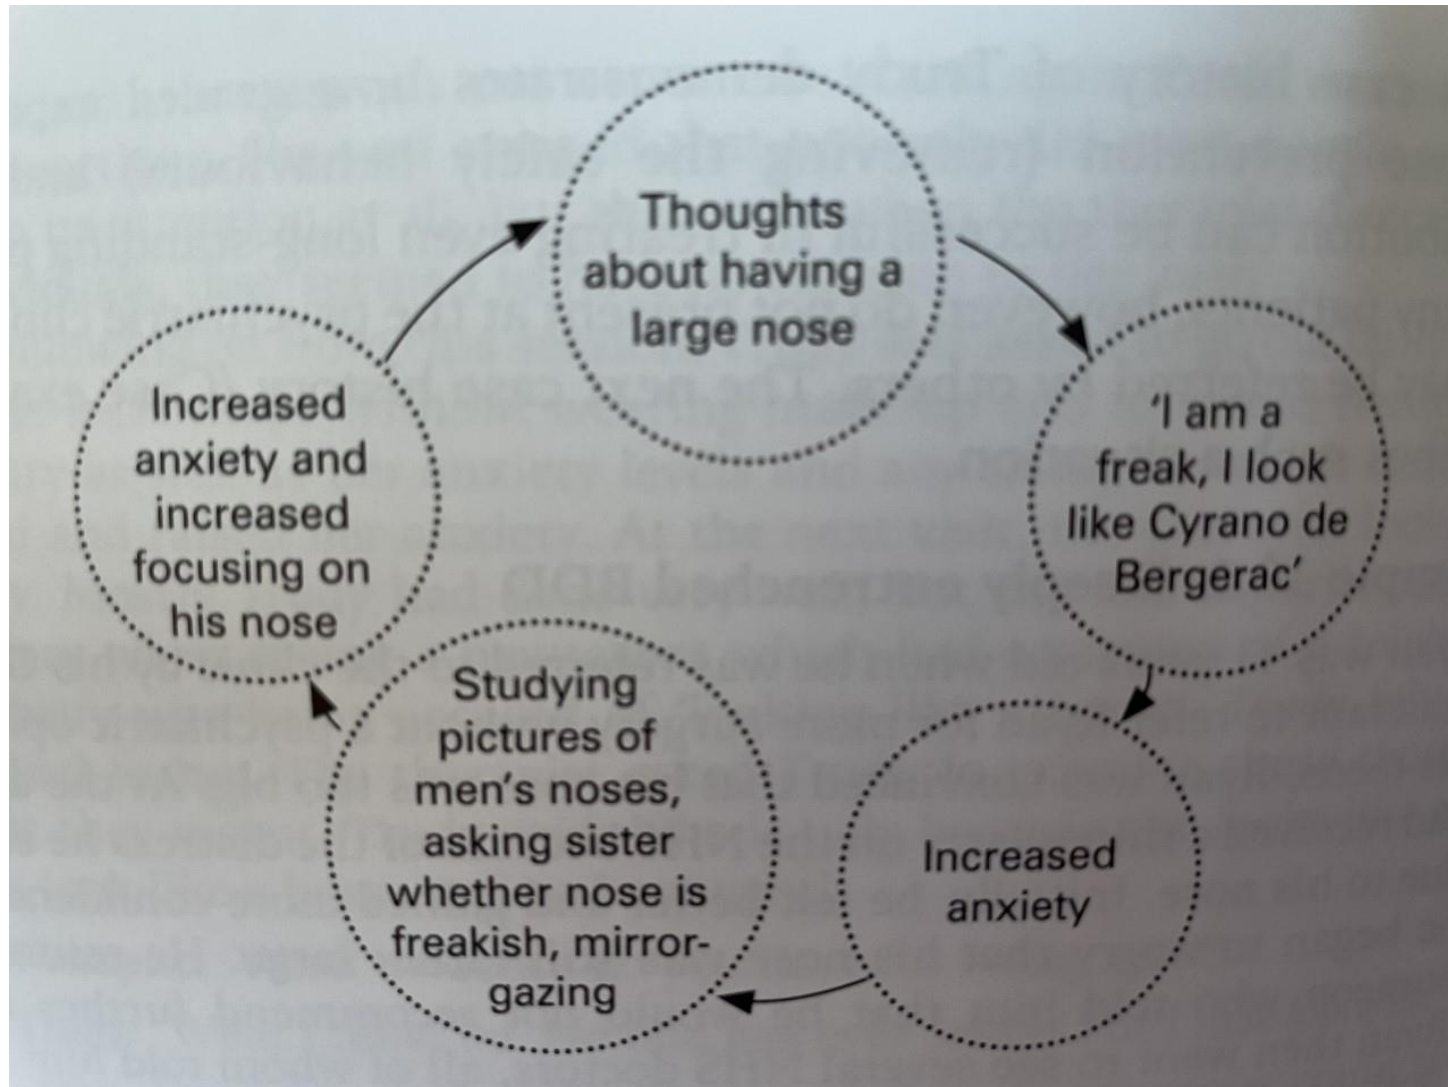 Thoughts
about having a
large nose
'I am a
freak, I look
like Cyrano de
Bergerac'
Increased
anxiety
Studying
pictures of
men's noses,
asking sister
whether nose is
freakish, mirror-
gazing
Increased
anxiety and
increased
focusing on
his nose